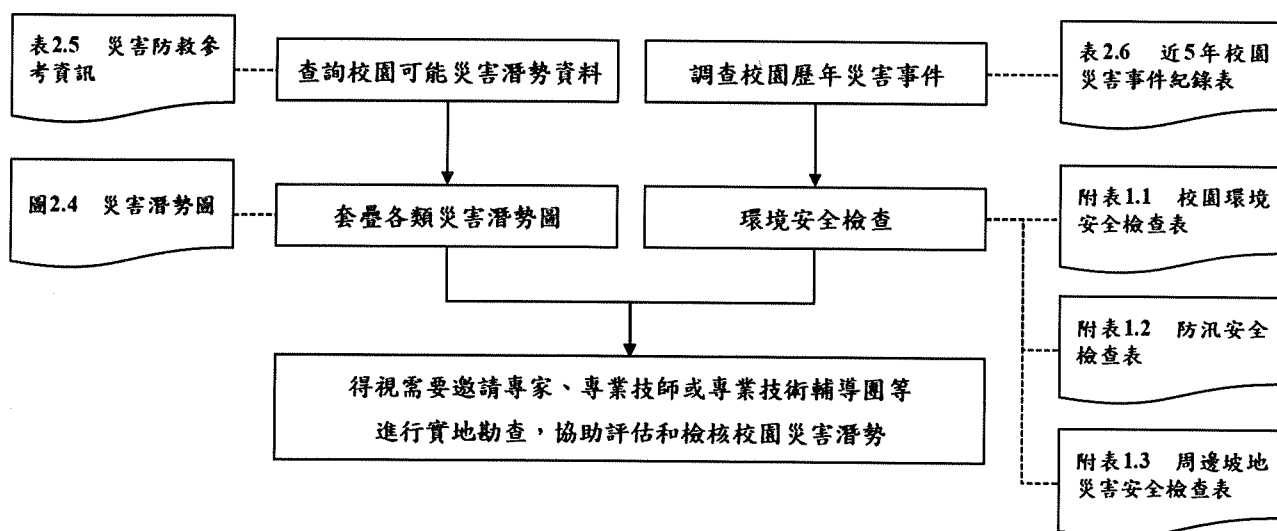 表2.5 災害防救參
考資訊
查詢校園可能災害潛勢資料
調查校園歷年災害事件
表2.6 近5年校園
災害事件紀錄表
圖2.4 災害潛勢圖
套疊各類災害潛勢圖
環境安全檢查
附表1.1 校園環境
安全檢查表
附表1.2 防汛安全
檢查表
得視需要邀請專家、專業技師或專業技術輔導團等
進行實地勘查，協助評估和檢核校園災害潛勢
附表1.3 周邊坡地
災害安全檢查表